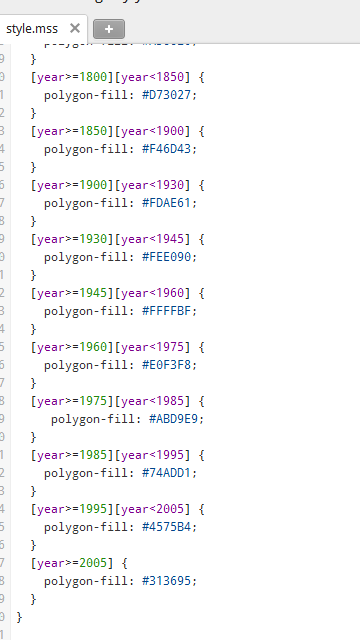 style.mss
}
[year>=1800][year<1850] {
polygon-fill: #D73027;
}
[year>=1850][year<1900] {
polygon-fill: #F46D43;
}
[year>=1900][year<1930] {
polygon-fill: #FDAE61;
}
[year>=1930][year<1945] {
polygon-fill: #FEE090;
}
[year>=1945][year<1960] {
polygon-fill: #FFFFBF;
}
[year>=1960][year<1975] {
polygon-fill: #E0F3F8;
}
[year>=1975][year<1985] {
polygon-fill: #ABD9E9;
}
[year>=1985][year<1995] {
polygon-fill: #74ADD1;
}
[year>=1995][year<2005] {
polygon-fill: #4575B4;
}
[year>=2005] {
polygon-fill: #313695;
}
}